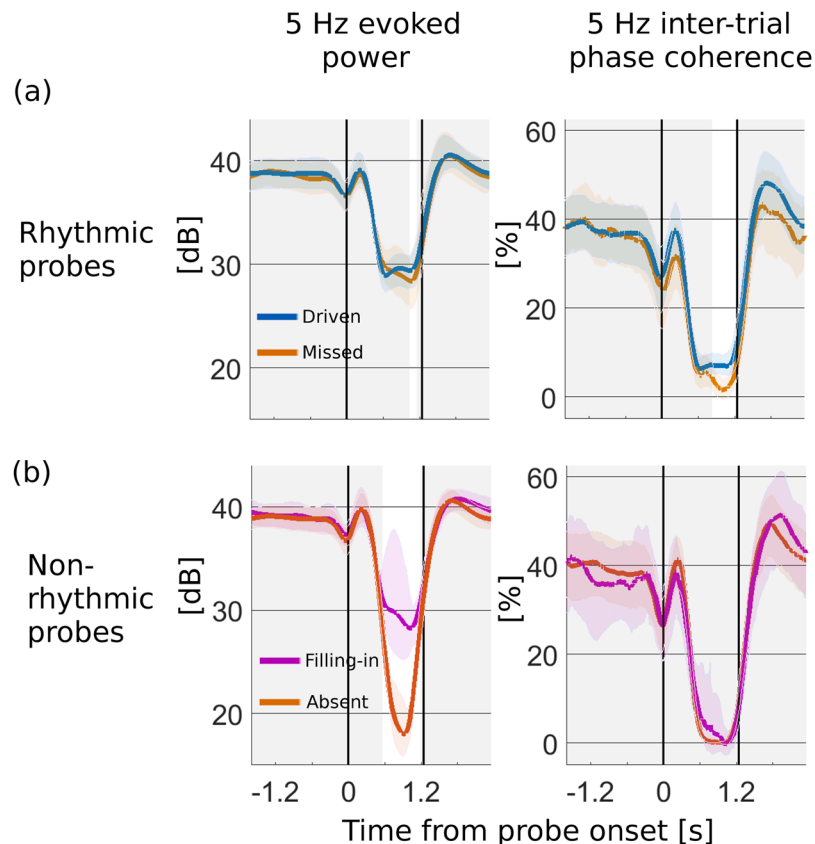 5 Hz evoked
power
5 Hz inter-trial
phase coherence
(a)
Rhythmic
probes
[dB]
40
30
20
Driven
Missed
[%]
60
40
20
0
(b)
Non-
rhythmic
probes
[dB]
40
30
20
Filling-in
Absent
[%]
60
40
20
0
-1.2 0 1.2
-1.2 0 1.2
Time from probe onset [s]